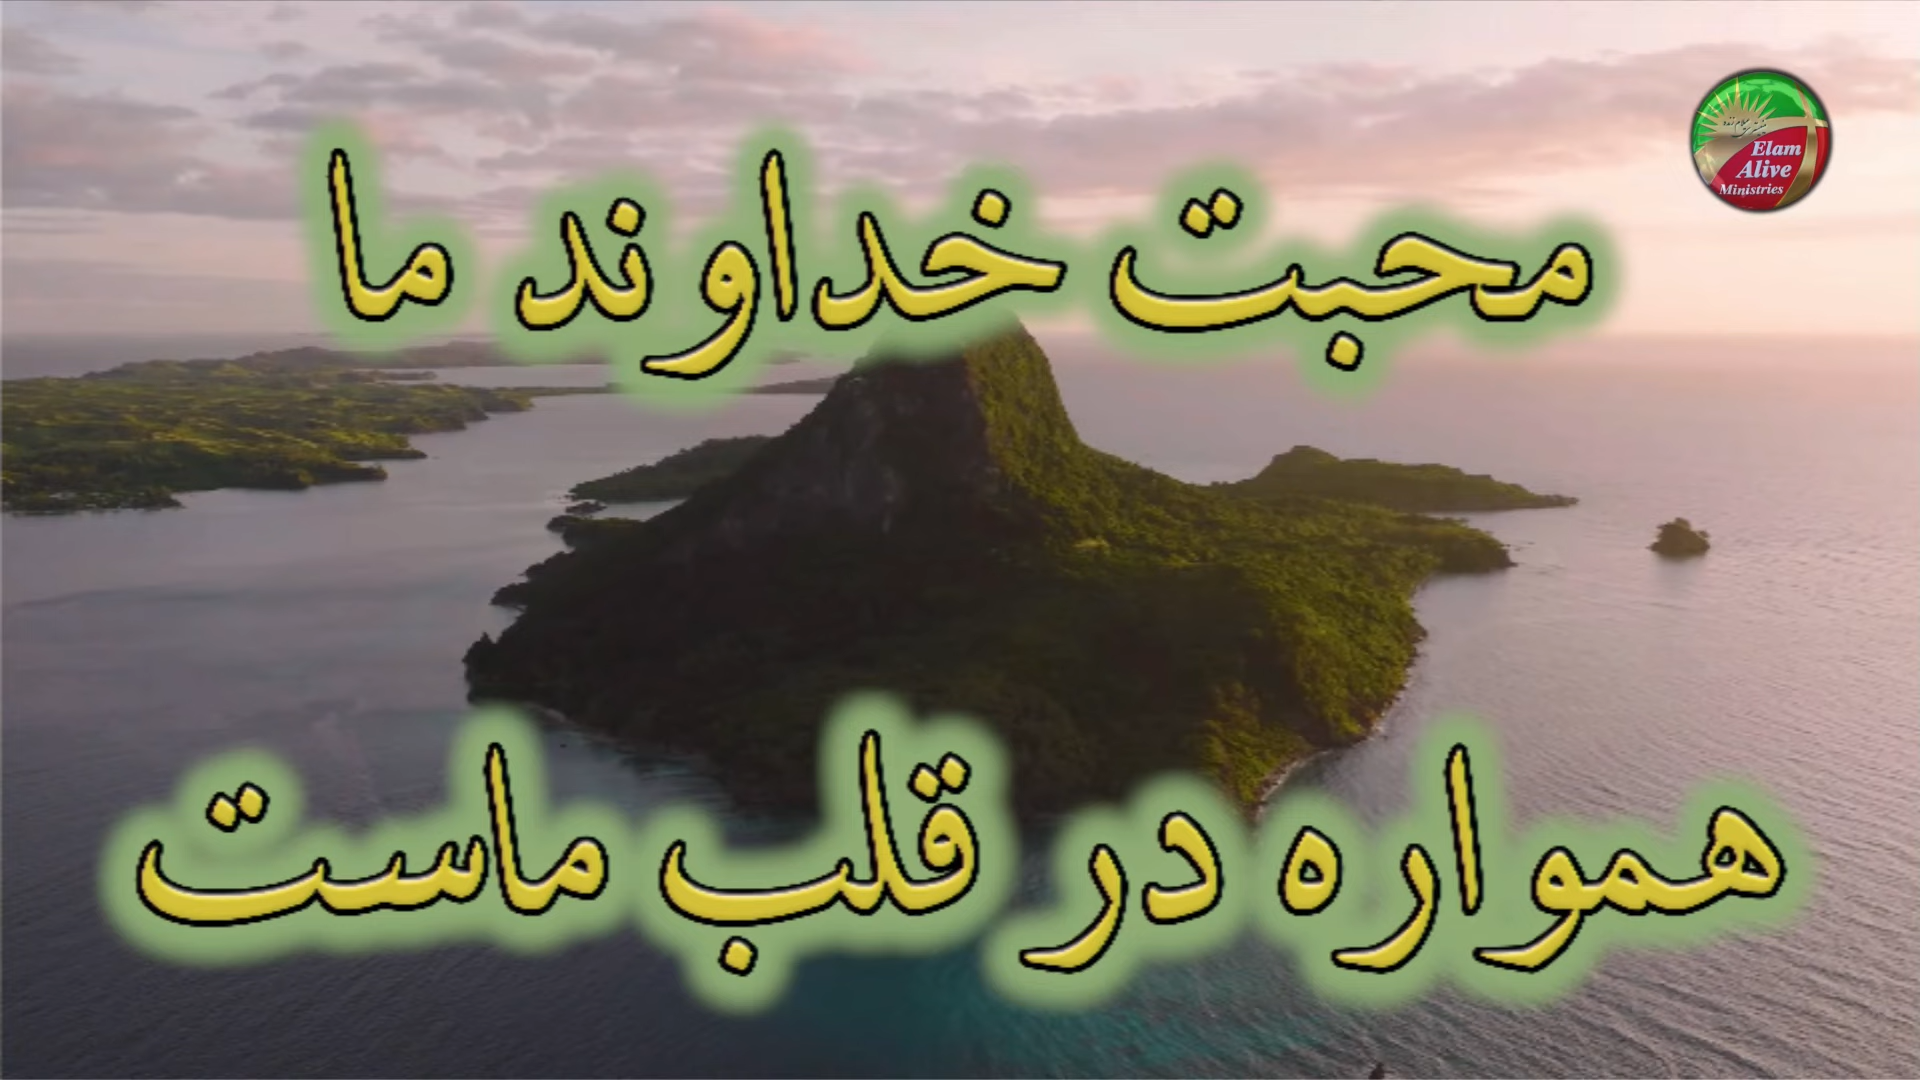 محبت خداوند ما
همواره در قلب ماست
Elam
Alive
Ministries